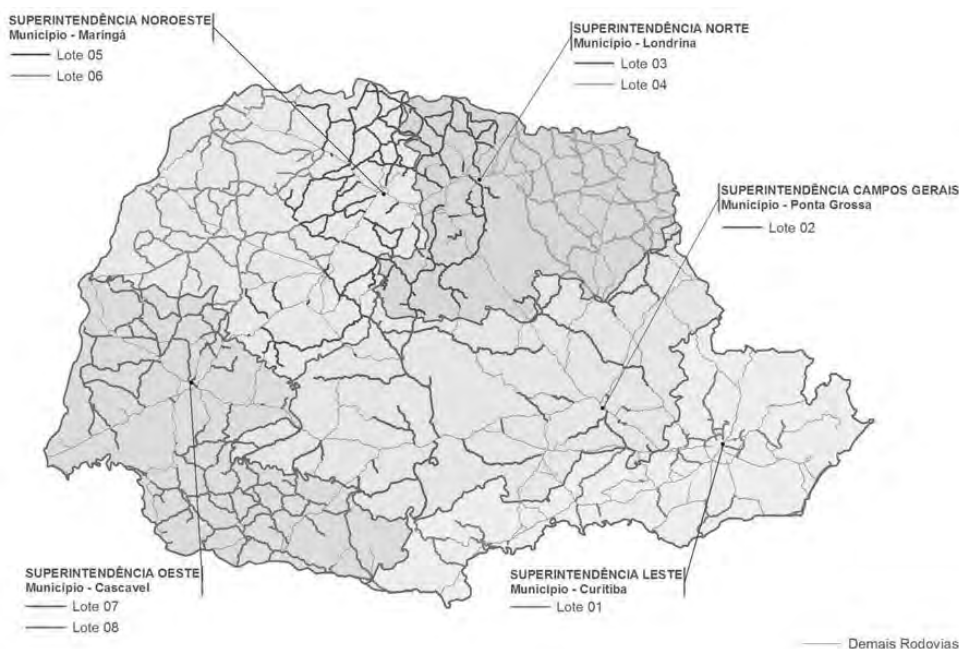 SUPERINTENDÊNCIA NOROESTE
Município - Maringá
Lote 05
Lote 06
SUPERINTENDÊNCIA NORTE
Município - Londrina
Lote 03
Lote 04
SUPERINTENDÊNCIA CAMPOS GERAIS
Município - Ponta Grossa
Lote 02
SUPERINTENDÊNCIA OESTE
Município - Cascavel
Lote 07
Lote 08
SUPERINTENDÊNCIA LESTE
Município - Curitiba
Lote 01
Demais Rodovias